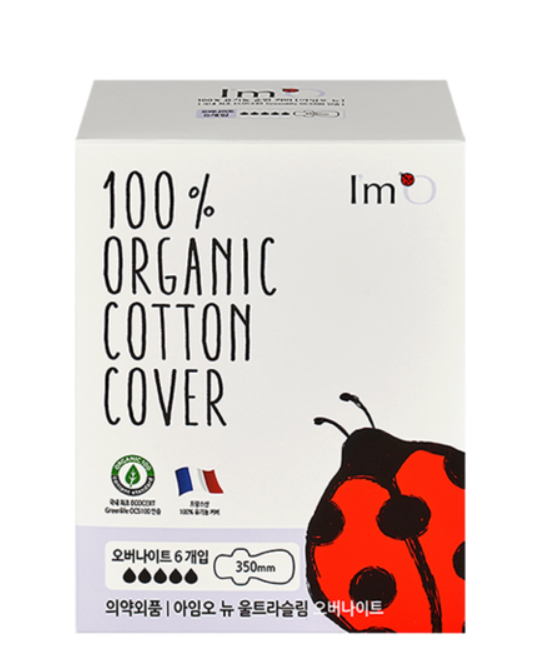 I'm O
I'm O
100%
ORGANIC
COTTON
COVER
ORGANIC 100
국내 최초 ECOCERT
Greenlife OCS100 인증
프랑스산
100% 유기농 커버
오버나이트 6개입
350mm
의약외품 | 아임오 뉴 울트라슬림 오버나이트